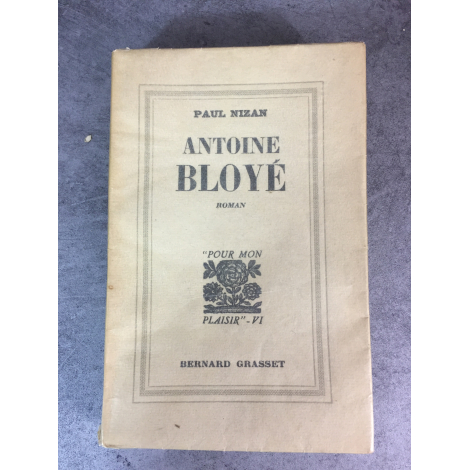 PAUL NIZAN
ANTOINE
BLOYÉ
ROMAN
"POUR MON
PLAISIR" - VI
BERNARD GRASSET